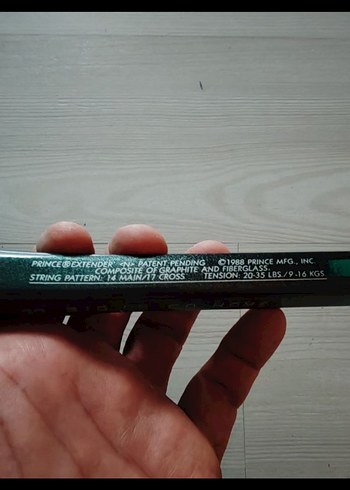 PRINCE® EXTENDER <N> PATENT PENDING ©1988 PRINCE MFG., INC.
COMPOSITE OF GRAPHITE AND FIBERGLASS.
STRING PATTERN: 14 MAIN/17 CROSS TENSION: 20-35 LBS./9-16 KGS